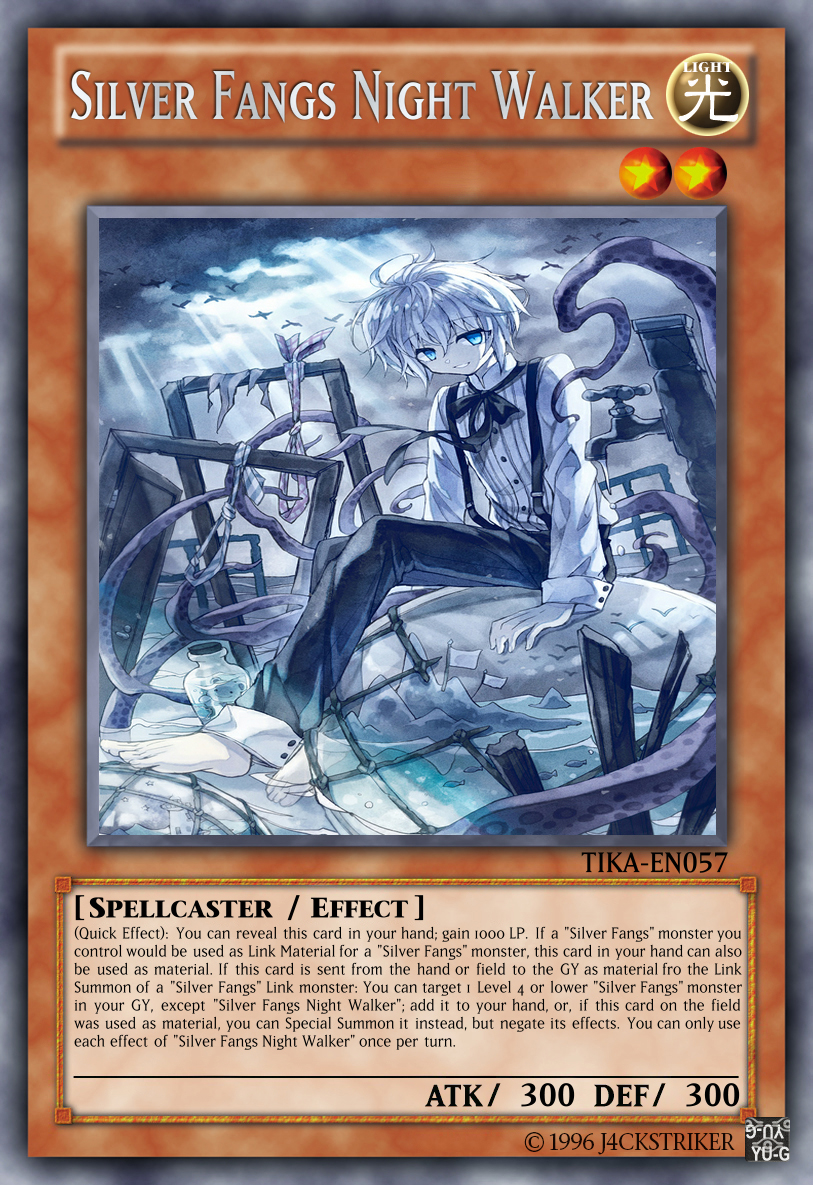 SILVER FANGS NIGHT WALKER
LIGHT
光
TIKA-EN057
[ SPELLCASTER / EFFECT ]
(Quick Effect): You can reveal this card in your hand; gain 1000 LP. If a "Silver Fangs" monster you
control would be used as Link Material for a "Silver Fangs" monster, this card in your hand can also
be used as material. If this card is sent from the hand or field to the GY as material fro the Link
Summon of a "Silver Fangs" Link monster: You can target 1 Level 4 or lower "Silver Fangs" monster
in your GY, except "Silver Fangs Night Walker"; add it to your hand, or, if this card on the field
was used as material, you can Special Summon it instead, but negate its effects. You can only use
each effect of "Silver Fangs Night Walker" once per turn.
ATK/ 300 DEF/ 300
© 1996 J4CKSTRIKER
YU-G
YU-G